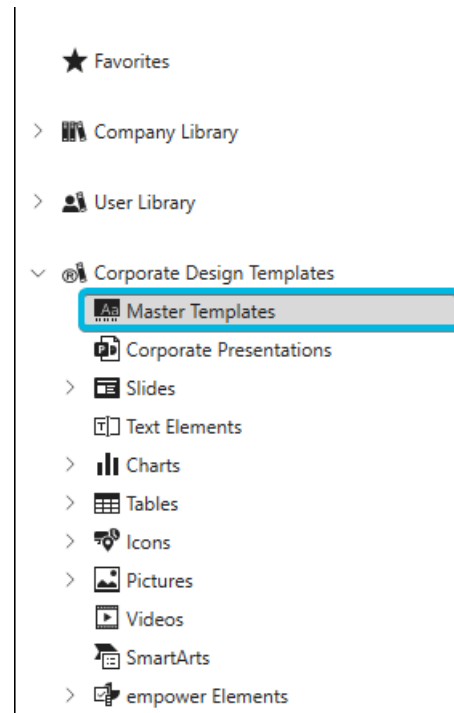 Favorites
Company Library
User Library
Corporate Design Templates
Master Templates
Corporate Presentations
Slides
Text Elements
Charts
Tables
Icons
Pictures
Videos
SmartArts
empower Elements